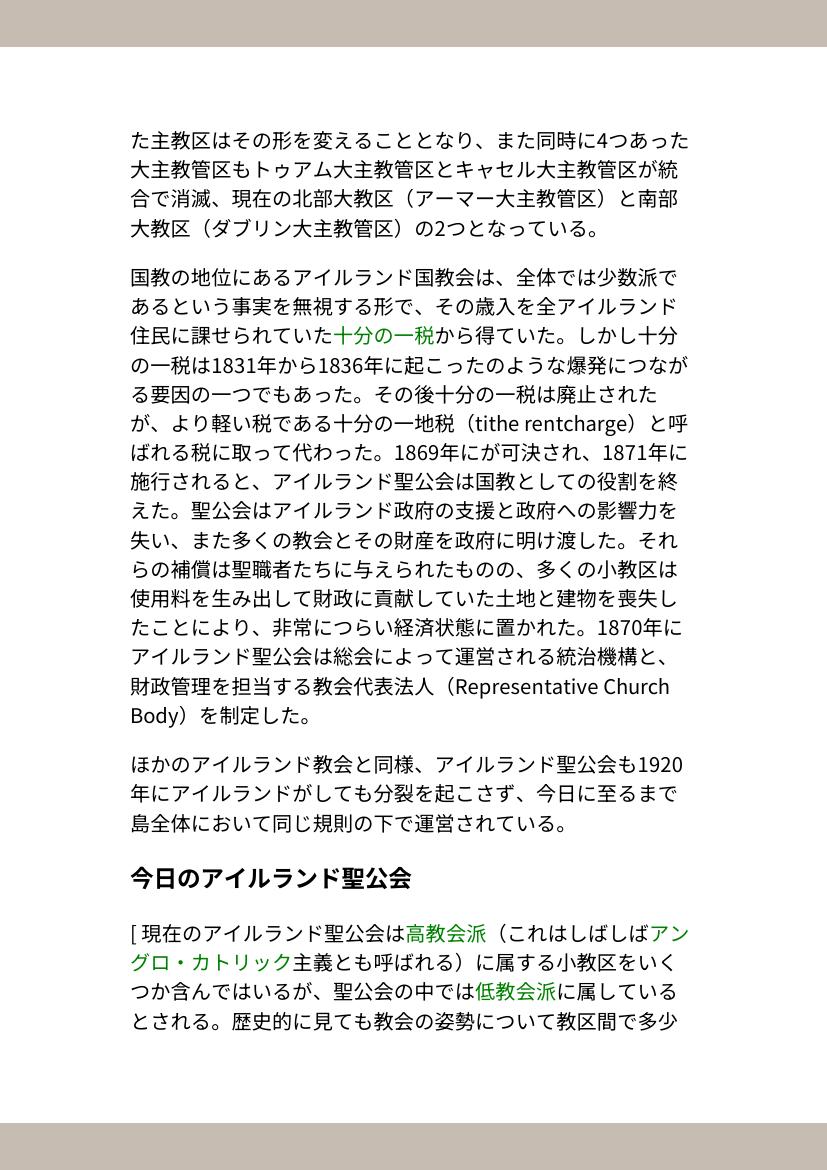 た主教区はその形を変えることとなり、また同時に4つあった
大主教管区もトゥアム大主教管区とキャセル大主教管区が統
合で消滅、現在の北部大教区（アーマー大主教管区）と南部
大教区（ダブリン大主教管区）の2つとなっている。
国教の地位にあるアイルランド国教会は、全体では少数派で
あるという事実を無視する形で、その歳入を全アイルランド
住民に課せられていた十分の一税から得ていた。しかし十分
の一税は1831年から1836年に起こったのような爆発につなが
る要因の一つでもあった。その後十分の一税は廃止された
が、より軽い税である十分の一地税（tithe rentcharge）と呼
ばれる税に取って代わった。1869年にが可決され、1871年に
施行されると、アイルランド聖公会は国教としての役割を終
えた。聖公会はアイルランド政府の支援と政府への影響力を
失い、また多くの教会とその財産を政府に明け渡した。それ
らの補償は聖職者たちに与えられたものの、多くの小教区は
使用料を生み出して財政に貢献していた土地と建物を喪失し
たことにより、非常につらい経済状態に置かれた。1870年に
アイルランド聖公会は総会によって運営される統治機構と、
財政管理を担当する教会代表法人（Representative Church
Body）を制定した。
ほかのアイルランド教会と同様、アイルランド聖公会も1920
年にアイルランドがしても分裂を起こさず、今日に至るまで
島全体において同じ規則の下で運営されている。
今日のアイルランド聖公会
[ 現在のアイルランド聖公会は高教会派（これはしばしばアン
グロ・カトリック主義とも呼ばれる）に属する小教区をいく
つか含んではいるが、聖公会の中では低教会派に属している
とされる。歴史的に見ても教会の姿勢について教区間で多少